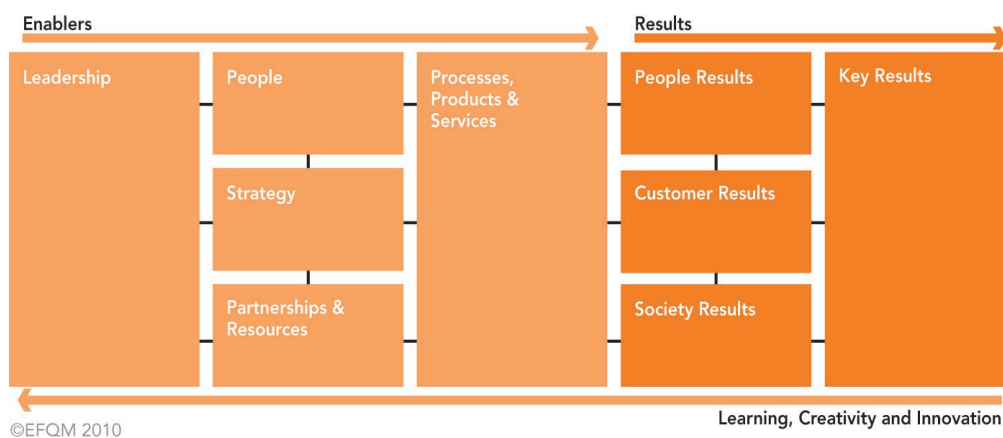 Enablers
Results
Leadership
People
Processes,
Products &
Services
People Results
Key Results
Strategy
Customer Results
Partnerships &
Resources
Society Results
Learning, Creativity and Innovation
©EFQM 2010